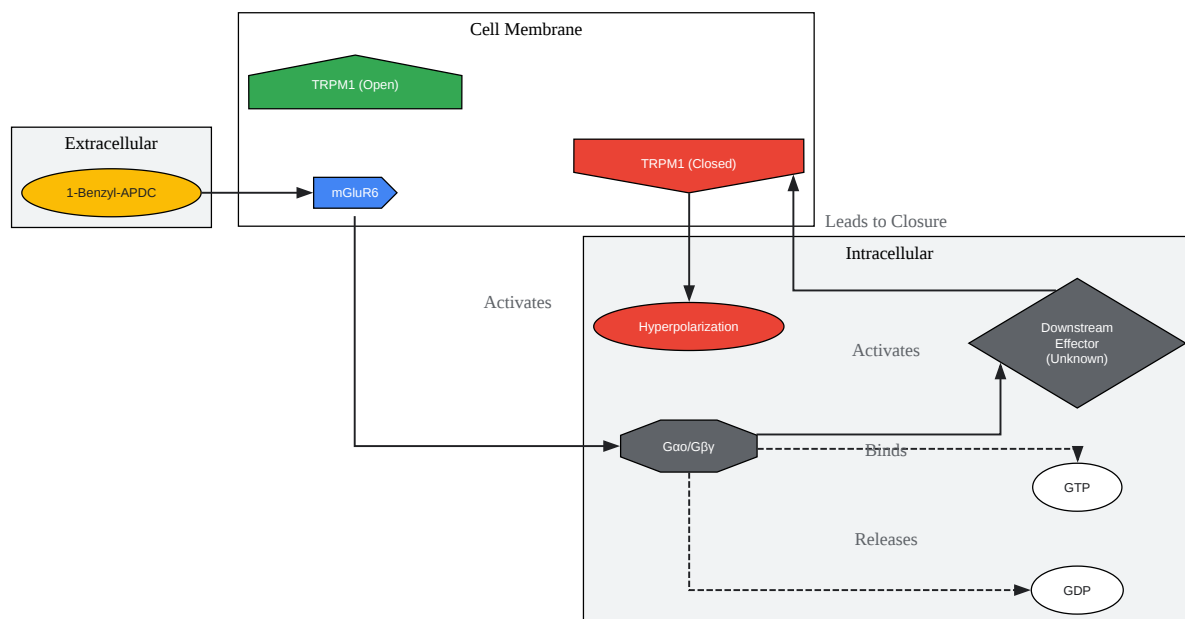 Cell Membrane
TRPM1 (Open)
Extracellular
1-Benzyl-APDC
mGluR6
TRPM1 (Closed)
Leads to Closure
Intracellular
Activates
Hyperpolarization
Downstream
Effector
(Unknown)
Activates
Gαo/Gβγ
Binds
GTP
Releases
GDP